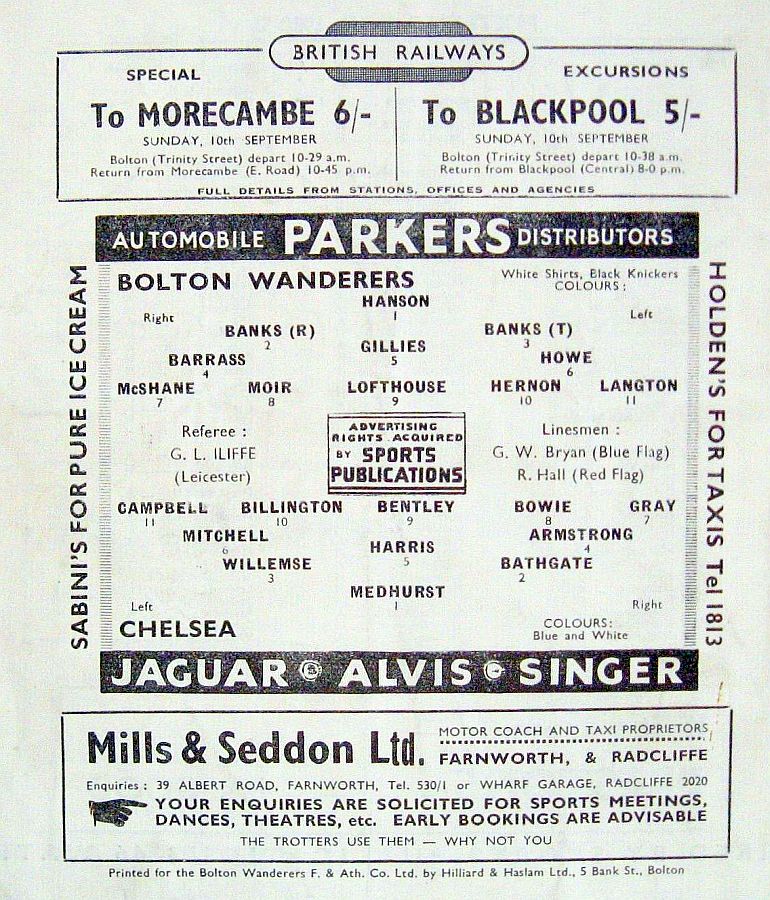 BRITISH RAILWAYS
SPECIAL
EXCURSIONS
To MORECAMBE 6/-
SUNDAY, 10th SEPTEMBER
Bolton (Trinity Street) depart 10-29 a.m.
Return from Morecambe (E. Road) 10-45 p.m.
To BLACKPOOL 5/-
SUNDAY, 10th SEPTEMBER
Bolton (Trinity Street) depart 10-38 a.m.
Return from Blackpool (Central) 8-0 p.m.
FULL DETAILS FROM STATIONS, OFFICES AND AGENCIES
AUTOMOBILE PARKERS DISTRIBUTORS
SABINI'S FOR PURE ICE CREAM
HOLDEN'S FOR TAXIS Tel 1813
BOLTON WANDERERS
White Shirts, Black Knickers
COLOURS :
HANSON
1
Right
Left
BANKS (R)
2
BANKS (T)
3
GILLIES
5
BARRASS
4
HOWE
6
McSHANE MOIR LOFTHOUSE HERNON LANGTON
7 8 9 10 11
Referee :
G. L. ILIFFE
(Leicester)
ADVERTISING
RIGHTS ACQUIRED
BY SPORTS
PUBLICATIONS
Linesmen :
G. W. Bryan (Blue Flag)
R. Hall (Red Flag)
CAMPBELL BILLINGTON BENTLEY BOWIE GRAY
11 10 9 8 7
MITCHELL
6
ARMSTRONG
4
HARRIS
5
WILLEMSE
3
BATHGATE
2
MEDHURST
1
Left
Right
CHELSEA
COLOURS:
Blue and White
JAGUAR ALVIS SINGER
Mills & Seddon Ltd.
MOTOR COACH AND TAXI PROPRIETORS
FARNWORTH, & RADCLIFFE
Enquiries : 39 ALBERT ROAD, FARNWORTH, Tel. 530/1 or WHARF GARAGE, RADCLIFFE 2020
YOUR ENQUIRIES ARE SOLICITED FOR SPORTS MEETINGS,
DANCES, THEATRES, etc. EARLY BOOKINGS ARE ADVISABLE
THE TROTTERS USE THEM — WHY NOT YOU
Printed for the Bolton Wanderers F. & Ath. Co. Ltd. by Hilliard & Haslam Ltd., 5 Bank St., Bolton